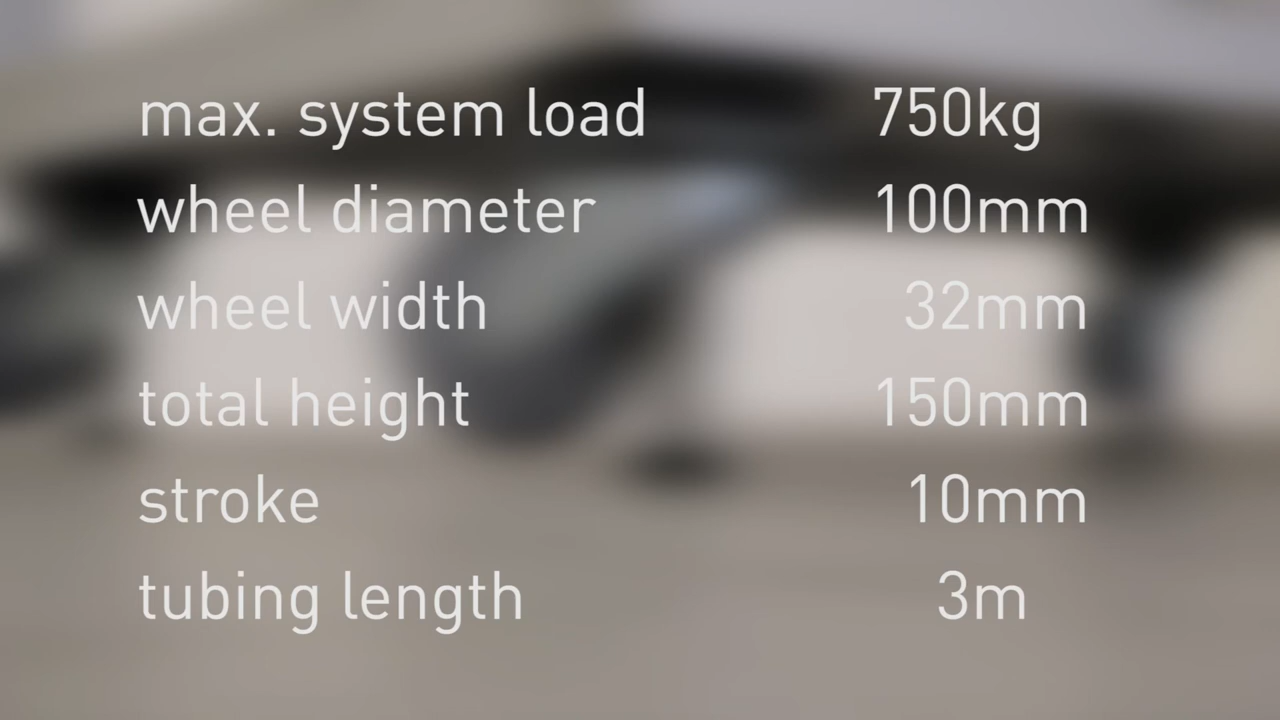 max. system load 750kg
wheel diameter 100mm
wheel width 32mm
total height 150mm
stroke 10mm
tubing length 3m